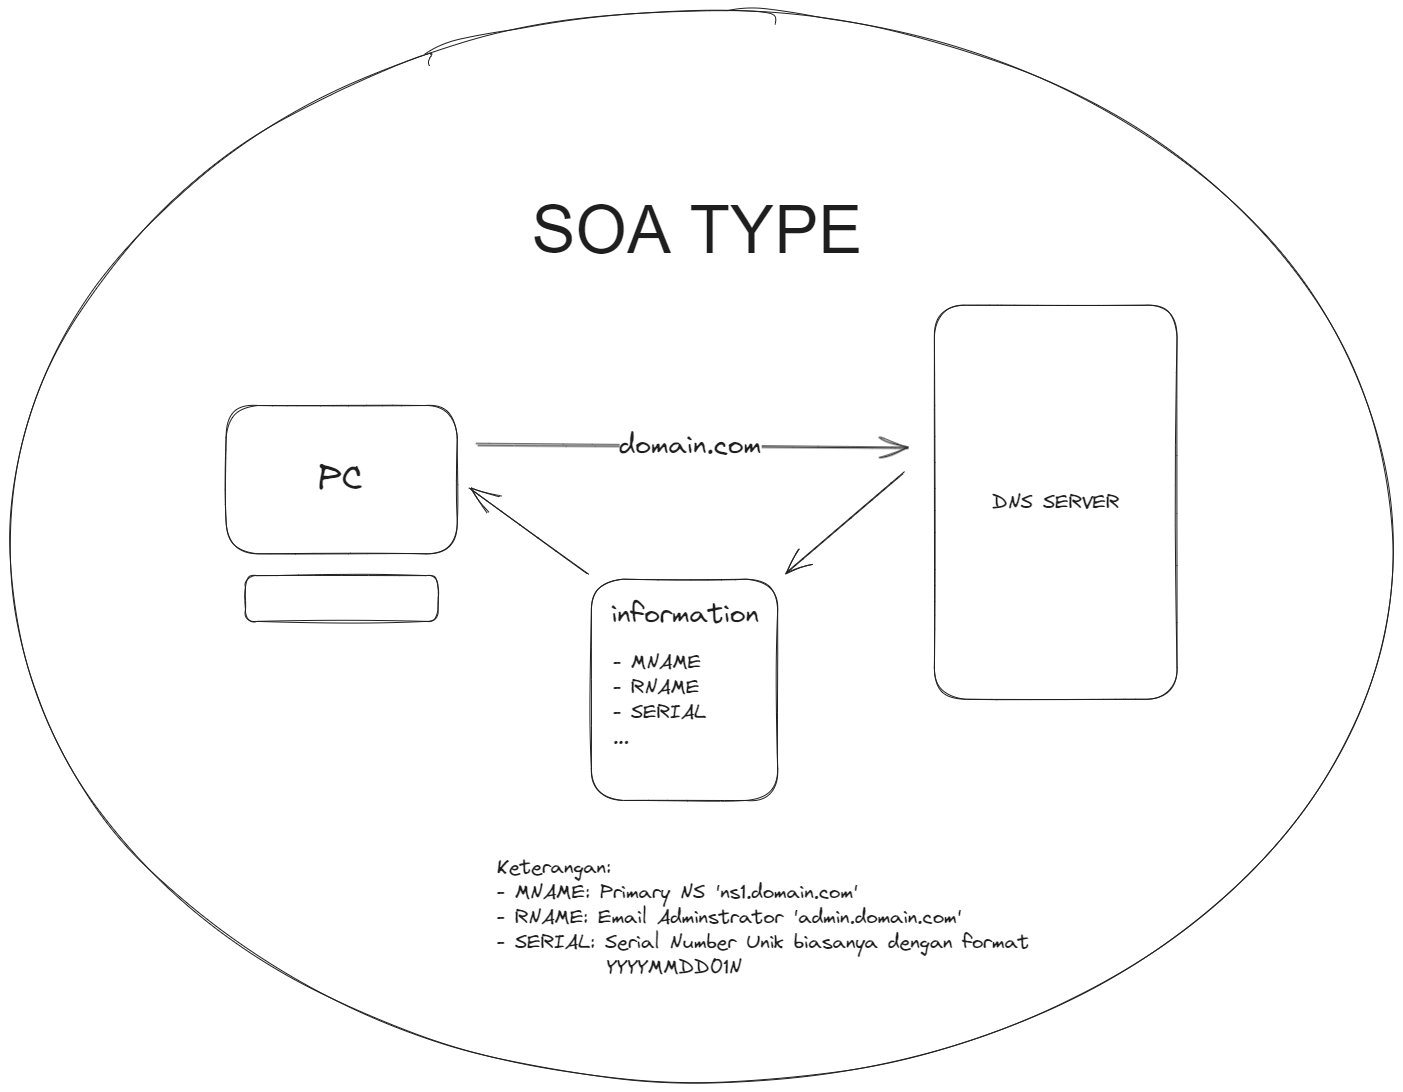 SOA TYPE
PC
domain.com
DNS SERVER
information
- MNAME
- RNAME
- SERIAL
...
Keterangan:
- MNAME: Primary NS 'ns1.domain.com'
- RNAME: Email Adminstrator 'admin.domain.com'
- SERIAL: Serial Number Unik biasanya dengan format
YYYYMMDD01N